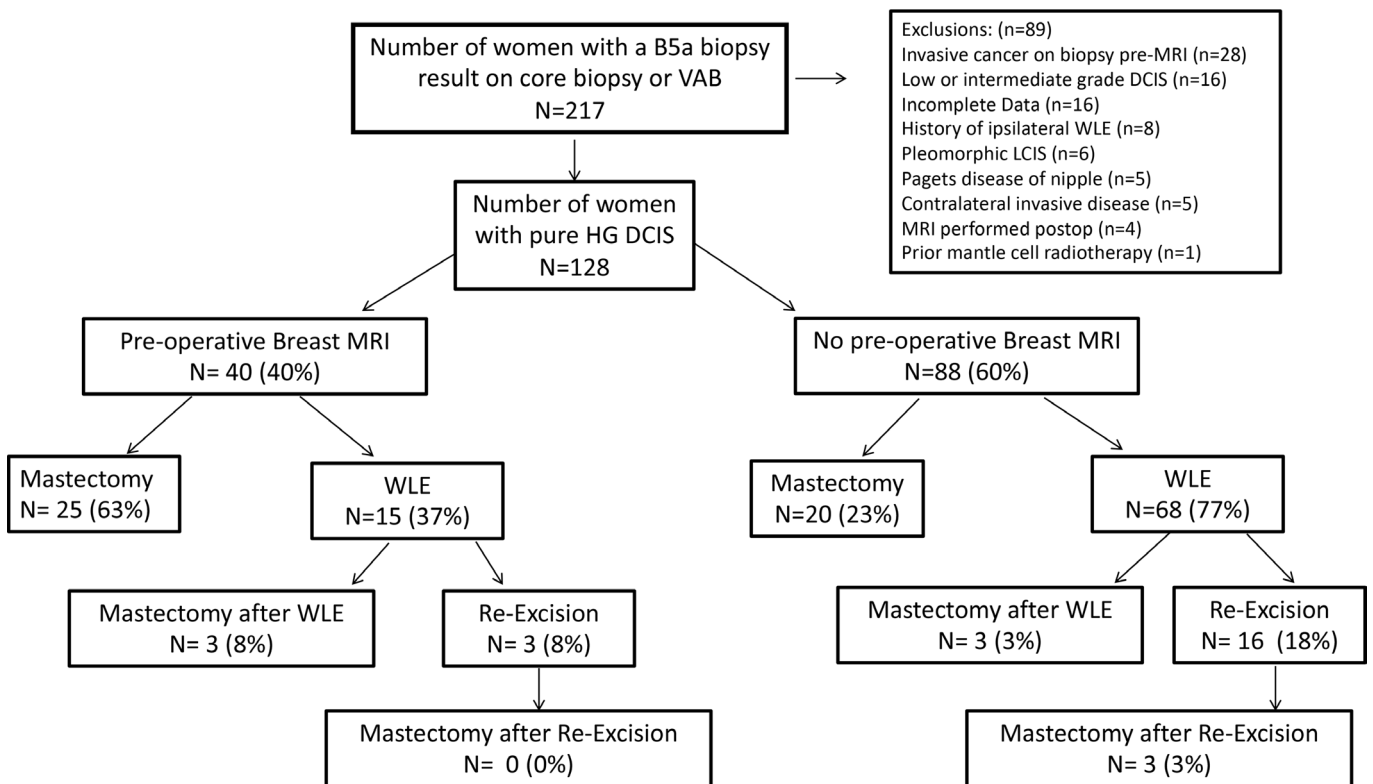 Number of women with a B5a biopsy
result on core biopsy or VAB
N=217
Exclusions: (n=89)
Invasive cancer on biopsy pre-MRI (n=28)
Low or intermediate grade DCIS (n=16)
Incomplete Data (n=16)
History of ipsilateral WLE (n=8)
Pleomorphic LCIS (n=6)
Pagets disease of nipple (n=5)
Contralateral invasive disease (n=5)
MRI performed postop (n=4)
Prior mantle cell radiotherapy (n=1)
Number of women
with pure HG DCIS
N=128
Pre-operative Breast MRI
N= 40 (40%)
No pre-operative Breast MRI
N=88 (60%)
Mastectomy
N= 25 (63%)
WLE
N=15 (37%)
Mastectomy
N=20 (23%)
WLE
N=68 (77%)
Mastectomy after WLE
N= 3 (8%)
Re-Excision
N= 3 (8%)
Mastectomy after WLE
N= 3 (3%)
Re-Excision
N= 16 (18%)
Mastectomy after Re-Excision
N= 0 (0%)
Mastectomy after Re-Excision
N= 3 (3%)